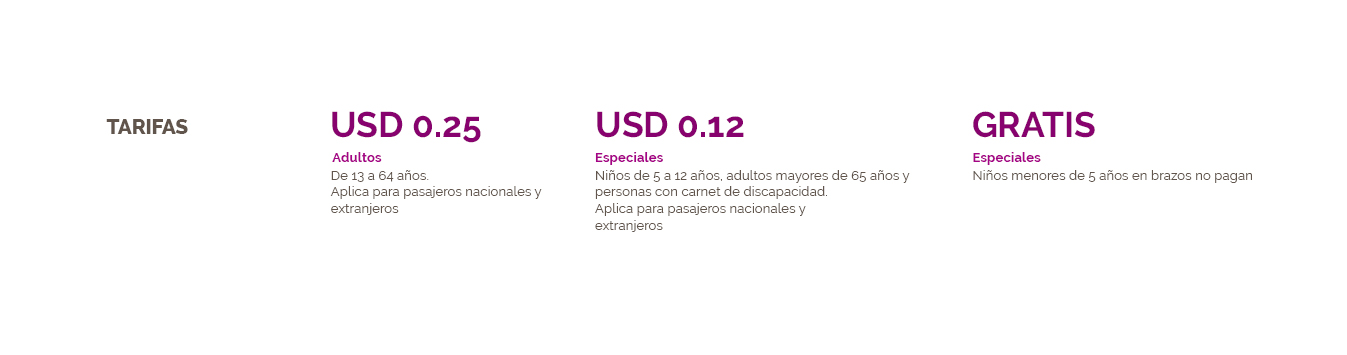 TARIFAS
USD 0.25
Adultos
De 13 a 64 años.
Aplica para pasajeros nacionales y
extranjeros
USD 0.12
Especiales
Niños de 5 a 12 años, adultos mayores de 65 años y
personas con carnet de discapacidad.
Aplica para pasajeros nacionales y
extranjeros
GRATIS
Especiales
Niños menores de 5 años en brazos no pagan